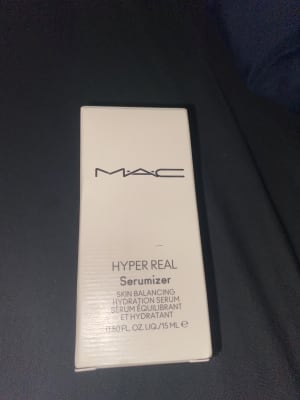 MAC
HYPER REAL
Serumizer
SKIN BALANCING
HYDRATION SERUM
SÉRUM ÉQUILIBRANT
ET HYDRATANT
0.50 FL. OZ. LIQ./15 ML ℮